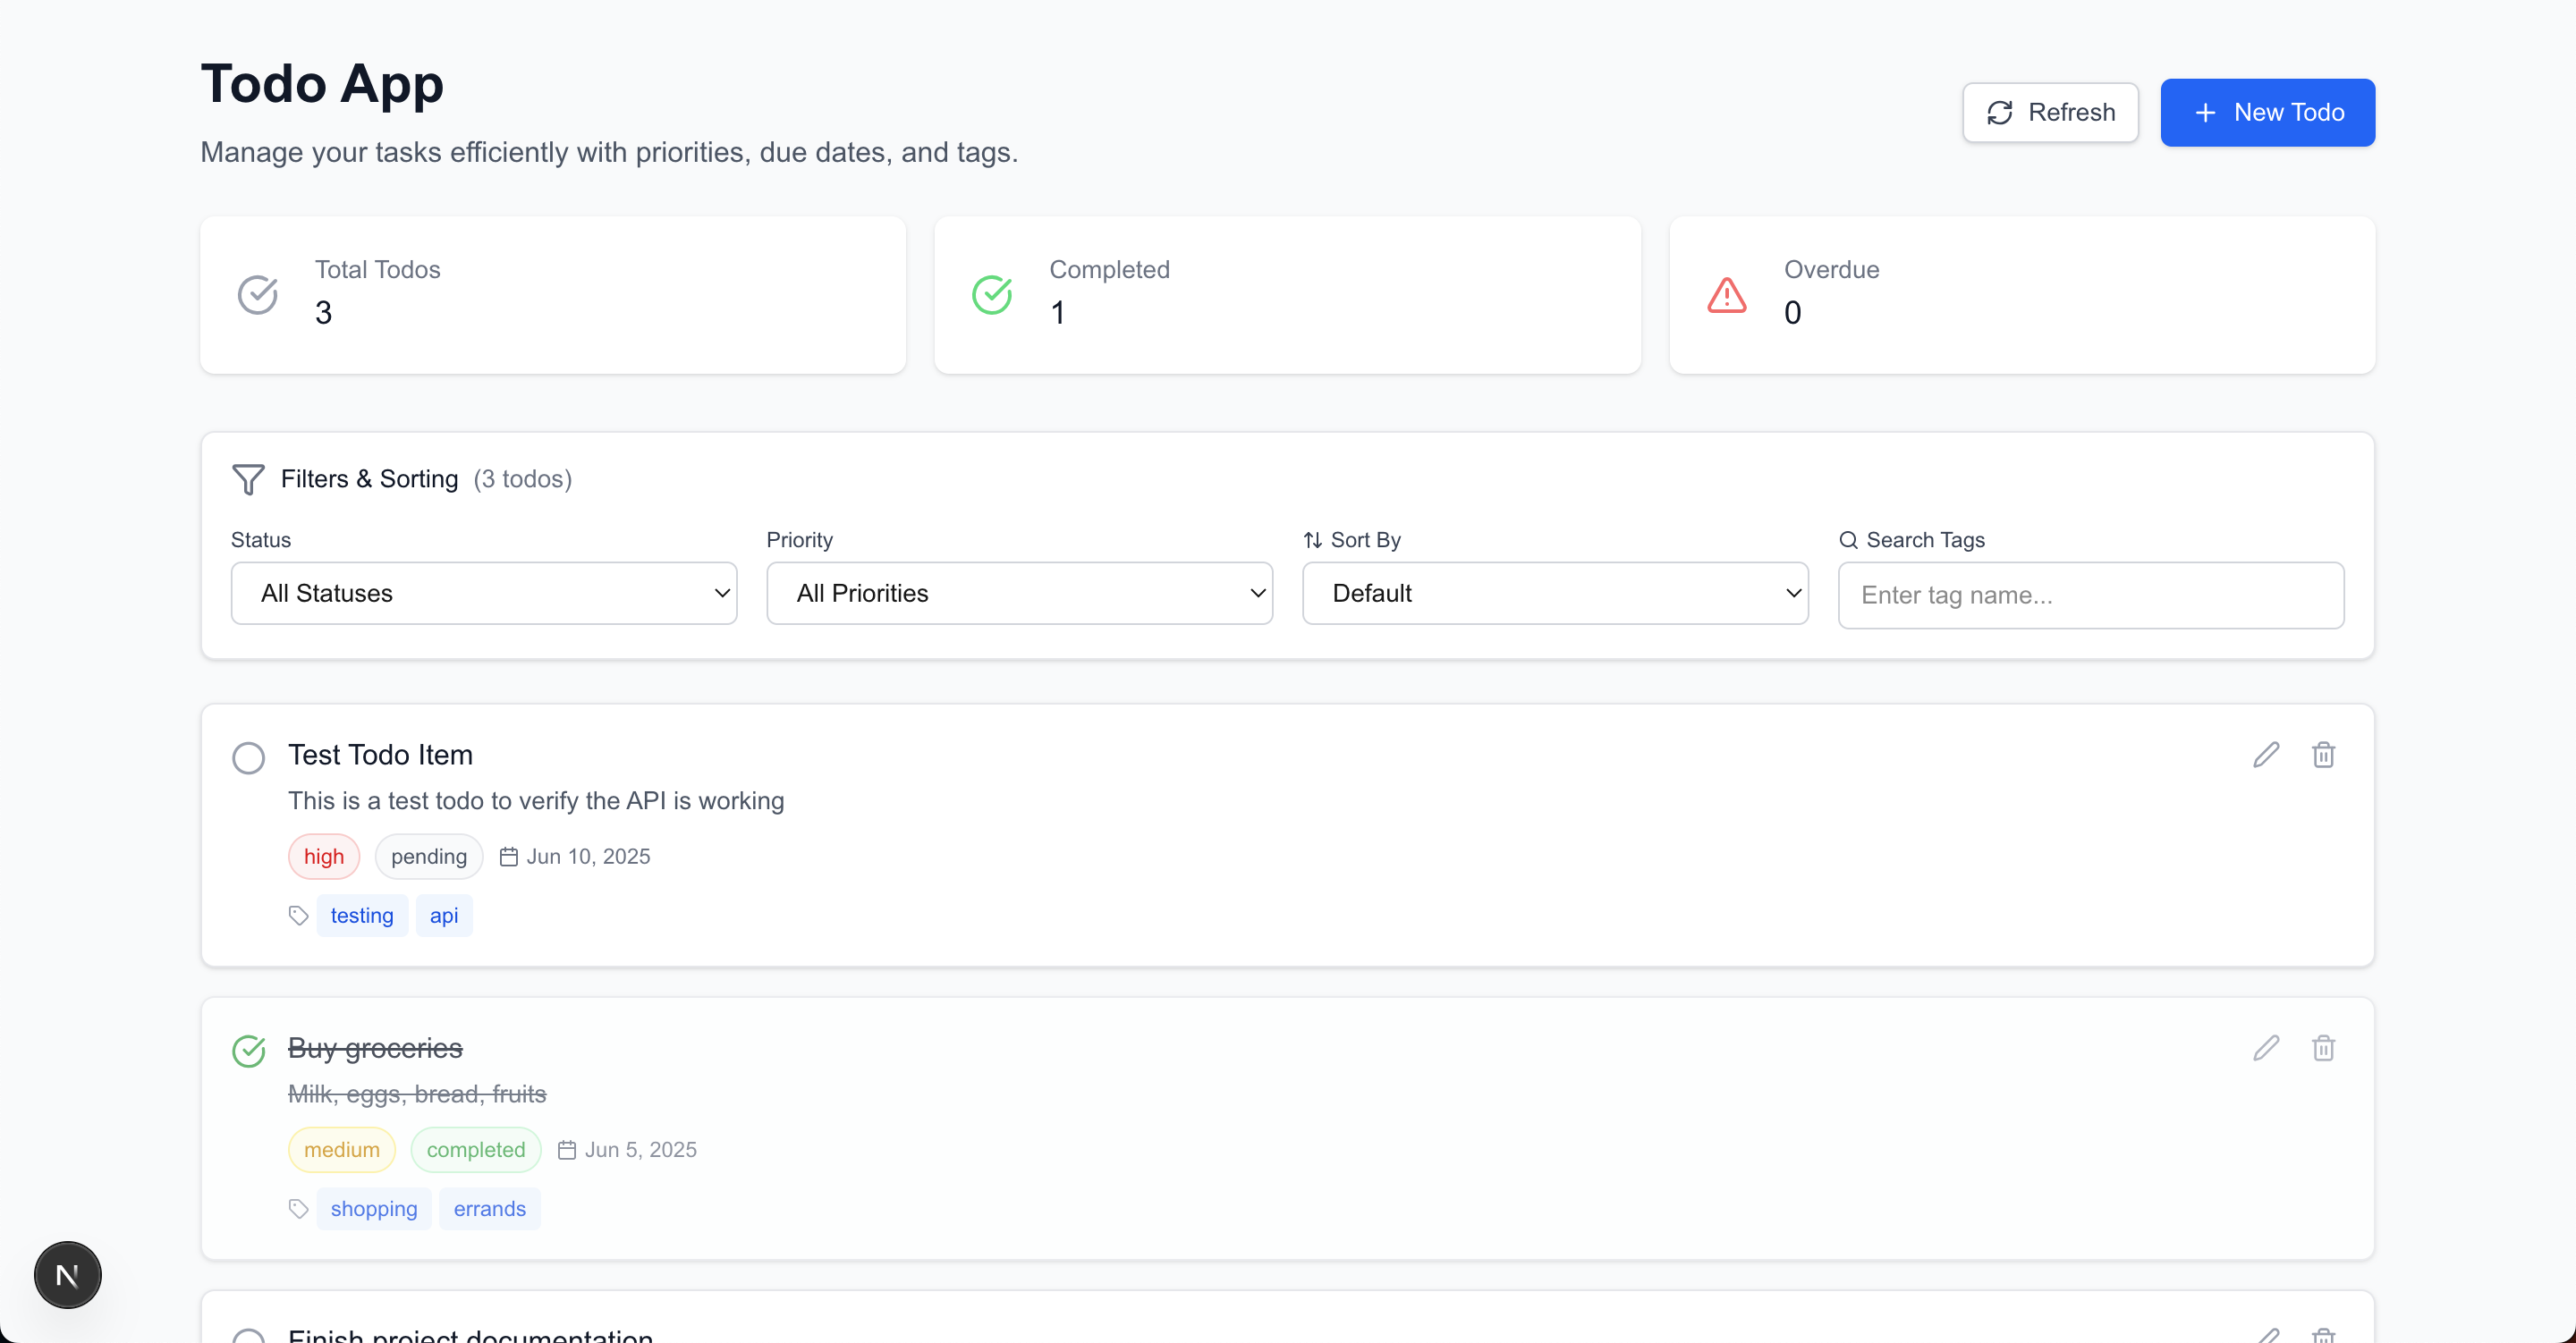 Todo App
Manage your tasks efficiently with priorities, due dates, and tags.
Refresh
New Todo
Total Todos
3
Completed
1
Overdue
0
Filters & Sorting (3 todos)
Status
Priority
Sort By
Search Tags
All Statuses
All Priorities
Default
Enter tag name...
Test Todo Item
This is a test todo to verify the API is working
high pending Jun 10, 2025
testing api
Buy groceries
Milk, eggs, bread, fruits
medium completed Jun 5, 2025
shopping errands
N
Finish project documentation